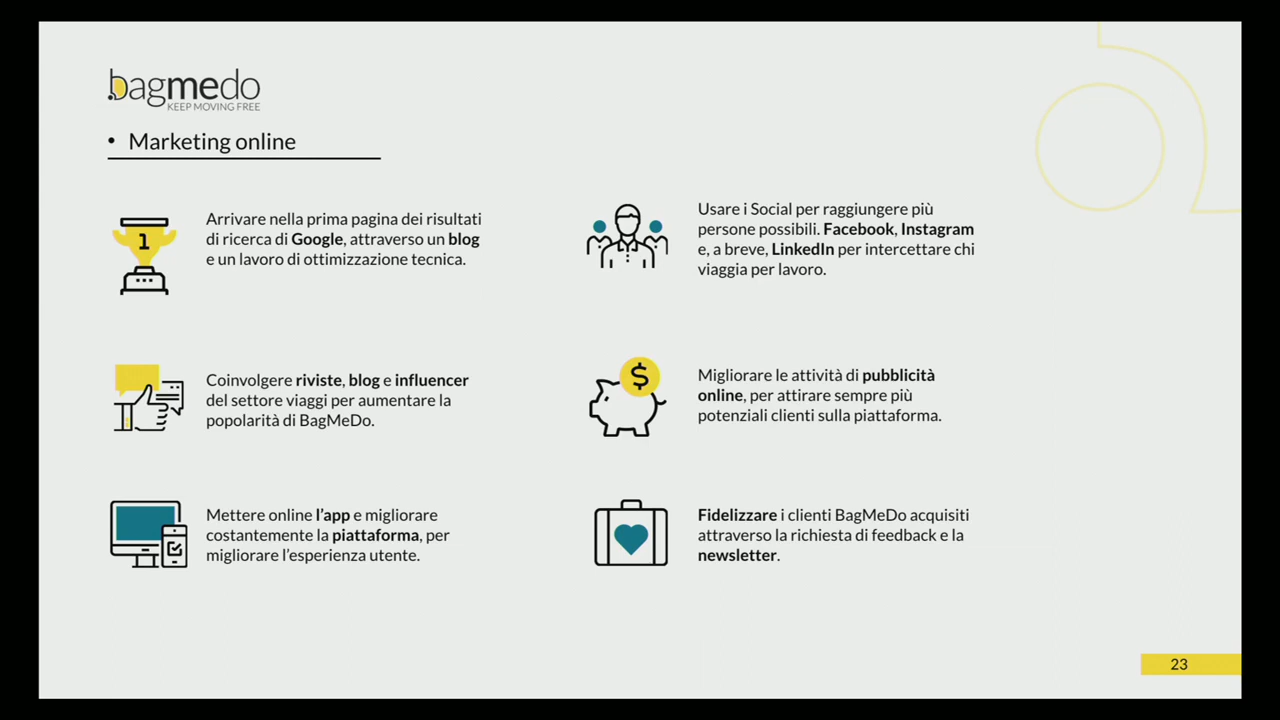 bagmedo
KEEP MOVING FREE
• Marketing online
1
Arrivare nella prima pagina dei risultati
di ricerca di Google, attraverso un blog
e un lavoro di ottimizzazione tecnica.
Usare i Social per raggiungere più
persone possibili. Facebook, Instagram
e, a breve, LinkedIn per intercettare chi
viaggia per lavoro.
Coinvolgere riviste, blog e influencer
del settore viaggi per aumentare la
popolarità di BagMeDo.
$
Migliorare le attività di pubblicità
online, per attirare sempre più
potenziali clienti sulla piattaforma.
Mettere online l’app e migliorare
costantemente la piattaforma, per
migliorare l’esperienza utente.
Fidelizzare i clienti BagMeDo acquisiti
attraverso la richiesta di feedback e la
newsletter.
23